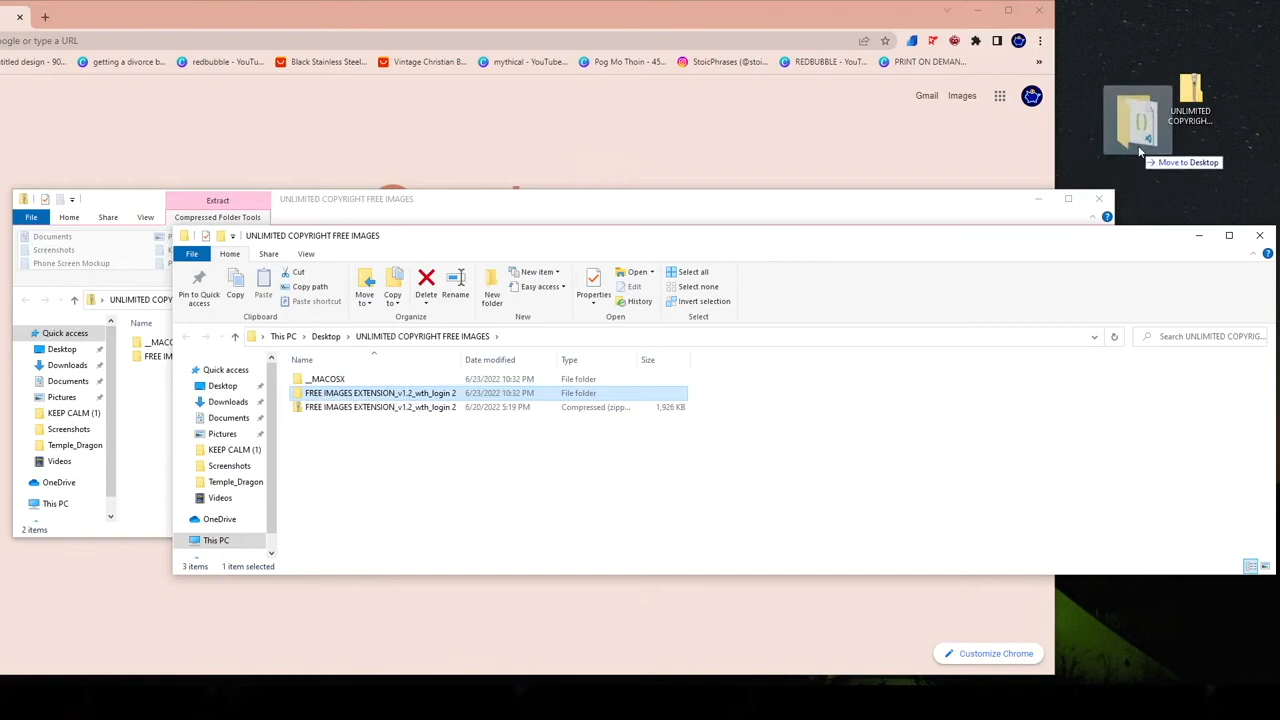 oogle or type a URL
titled design - 90...
getting a divorce b...
redbubble - YouTu...
Black Stainless Steel...
Vintage Christian B...
mythical - YouTube...
Pog Mo Thoin - 45...
StoicPhrases (@stoi...
REDBUBBLE - YouT...
PRINT ON DEMAN...
»
Gmail
Images
UNLIMITED
COPYRIGH...
Move to Desktop
Extract
UNLIMITED COPYRIGHT FREE IMAGES
File
Home
Share
View
Compressed Folder Tools
Documents
Screenshots
Phone Screen Mockup
UNLIMITED COPY
Name
__MACO
FREE IM
Quick access
Desktop
Downloads
Documents
Pictures
KEEP CALM (1)
Screenshots
Temple_Dragon
Videos
OneDrive
This PC
2 items
UNLIMITED COPYRIGHT FREE IMAGES
File
Home
Share
View
Pin to Quick
access
Copy
Paste
Cut
Copy path
Paste shortcut
Clipboard
Move
to
Copy
to
Delete
Rename
Organize
New
folder
New item
Easy access
New
Properties
Open
Edit
History
Open
Select all
Select none
Invert selection
Select
This PC > Desktop > UNLIMITED COPYRIGHT FREE IMAGES >
Search UNLIMITED COPYRIG...
Name
Date modified
Type
Size
__MACOSX 6/23/2022 10:32 PM File folder
FREE IMAGES EXTENSION_v1.2_wth_login 2 6/23/2022 10:32 PM File folder
FREE IMAGES EXTENSION_v1.2_wth_login 2 6/20/2022 5:19 PM Compressed (zipp... 1,926 KB
Quick access
Desktop
Downloads
Documents
Pictures
KEEP CALM (1)
Screenshots
Temple_Dragon
Videos
OneDrive
This PC
3 items
1 item selected
Customize Chrome